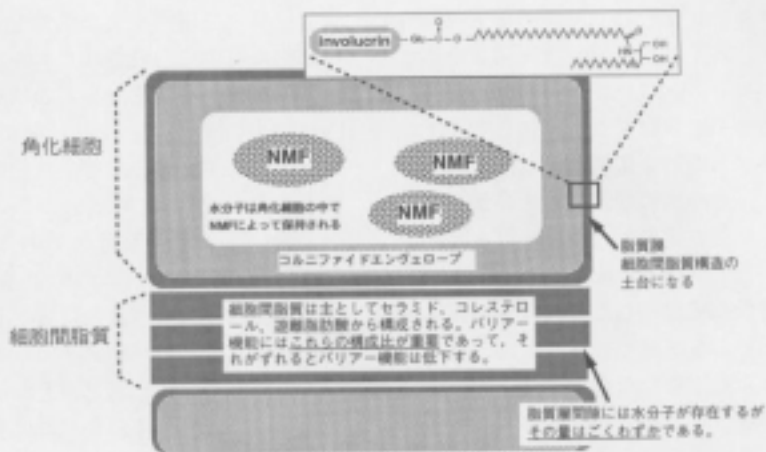 Involucrin
Glu
O
O
O
HN
OH
OH
角化細胞
NMF
NMF
NMF
水分子は角化細胞の中で
NMFによって保持される
コルニファイドエンヴェロープ
脂質膜
細胞間脂質構造の
土台になる
細胞間脂質
細胞間脂質は主としてセラミド、コレステロ
ール、遊離脂肪酸から構成される。バリアー
機能にはこれらの構成比が重要であって、そ
れがずれるとバリアー機能は低下する。
脂質層間隙には水分子が存在するが
その量はごくわずかである。